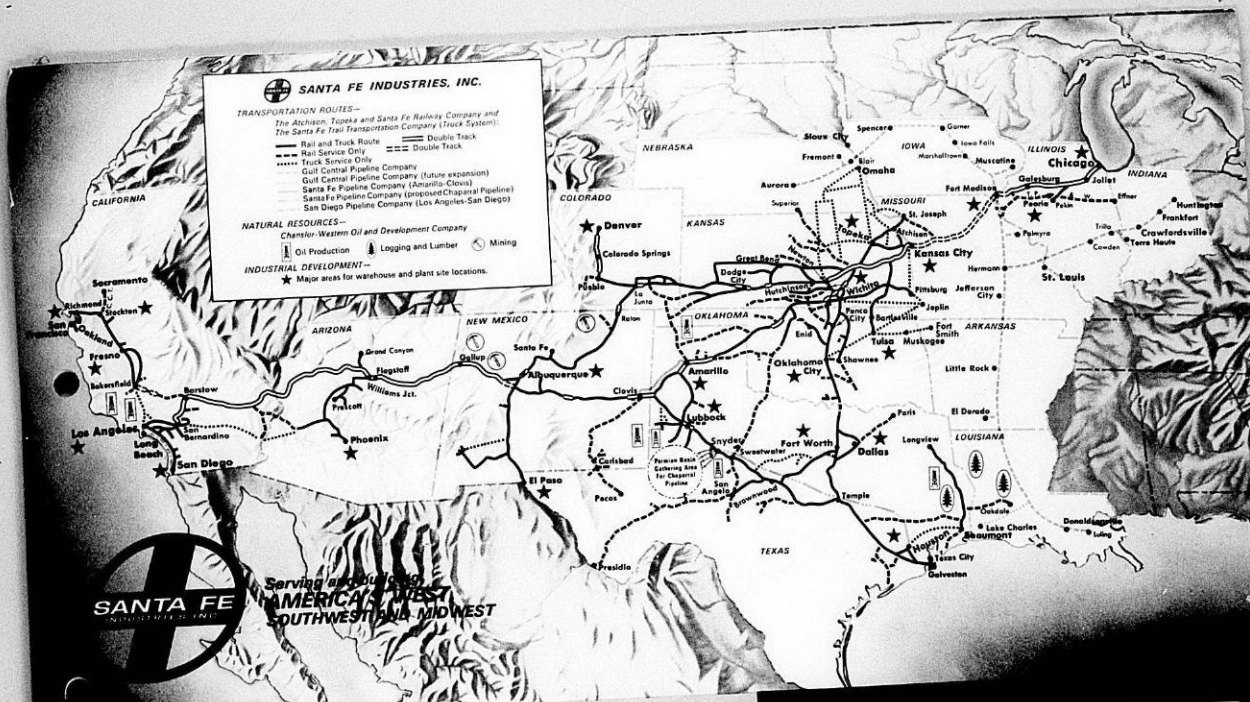 SANTA FE INDUSTRIES, INC.
TRANSPORTATION ROUTES—
The Atchison, Topeka and Santa Fe Railway Company and
The Santa Fe Trail Transportation Company (Truck System):
Rail and Truck Route Double Track
Rail Service Only Double Track
Truck Service Only
Gulf Central Pipeline Company
Gulf Central Pipeline Company (future expansion)
Santa Fe Pipeline Company (Amarillo-Clovis)
Santa Fe Pipeline Company (proposed Chaparral Pipeline)
San Diego Pipeline Company (Los Angeles-San Diego)
NATURAL RESOURCES—
Chanslor-Western Oil and Development Company
Oil Production Logging and Lumber Mining
INDUSTRIAL DEVELOPMENT—
Major areas for warehouse and plant site locations.
CALIFORNIA
Sacramento
Richmond
Stockton
San Francisco
Oakland
Fresno
Bakersfield
Barstow
Los Angeles
San Bernardino
Long Beach
San Diego
ARIZONA
Grand Canyon
Flagstaff
Williams Jct.
Prescott
Phoenix
NEW MEXICO
Gallup
Santa Fe
Albuquerque
Clovis
Carlsbad
COLORADO
Denver
Colorado Springs
Pueblo
La Junta
Raton
NEBRASKA
Sioux City
Fremont
Blair
Omaha
Aurora
Superior
IOWA
Spencer
Garner
Iowa Falls
Marshalltown
Muscatine
Fort Madison
ILLINOIS
Chicago
Galesburg
Joliet
Peoria
Pekin
Effner
INDIANA
Huntington
Frankfort
Crawfordsville
Terre Haute
Trilla
Cowden
MISSOURI
St. Joseph
Palmyra
Kansas City
Hermann
St. Louis
Jefferson City
Joplin
KANSAS
Topeka
Atchison
Great Bend
Newton
Dodge City
Hutchinson
Wichita
Pittsburg
OKLAHOMA
Ponca City
Bartlesville
Enid
Tulsa
Muskogee
Fort Smith
Oklahoma City
Shawnee
ARKANSAS
Little Rock
El Dorado
LOUISIANA
Oakdale
Lake Charles
Donaldsonville
Luling
TEXAS
Amarillo
Lubbock
Snyder
Sweetwater
Fort Worth
Paris
Dallas
Longview
Permian Basin
Gathering Area
For Chaparral
Pipeline
San Angelo
Brownwood
Temple
El Paso
Pecos
Presidio
Houston
Beaumont
Texas City
Galveston
SANTA FE
INDUSTRIES INC
Serving and building
AMERICA'S WEST
SOUTHWEST AND MIDWEST